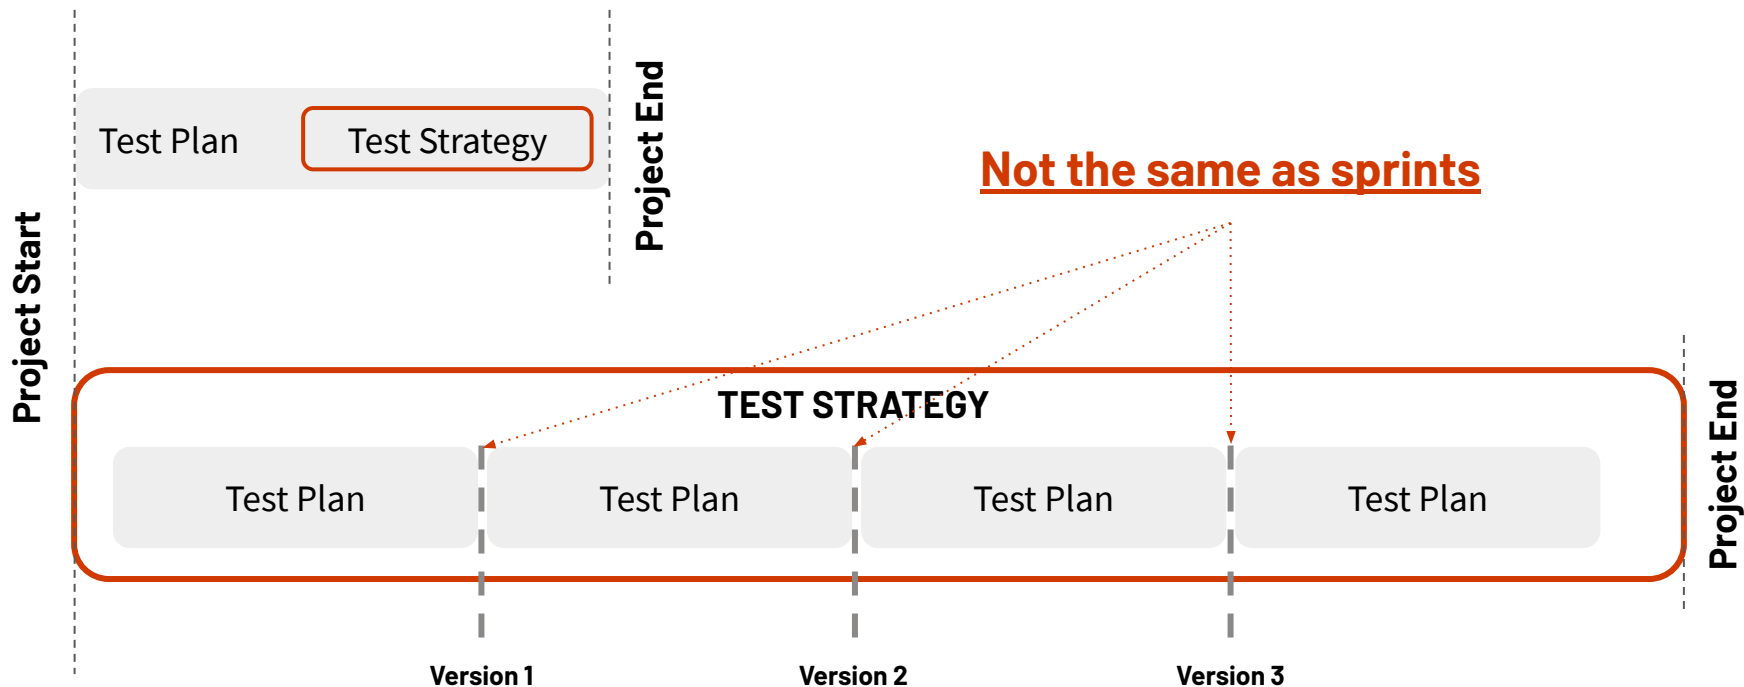 Project Start
Test Plan
Test Strategy
Project End
Not the same as sprints
TEST STRATEGY
Test Plan
Test Plan
Test Plan
Test Plan
Project End
Version 1
Version 2
Version 3